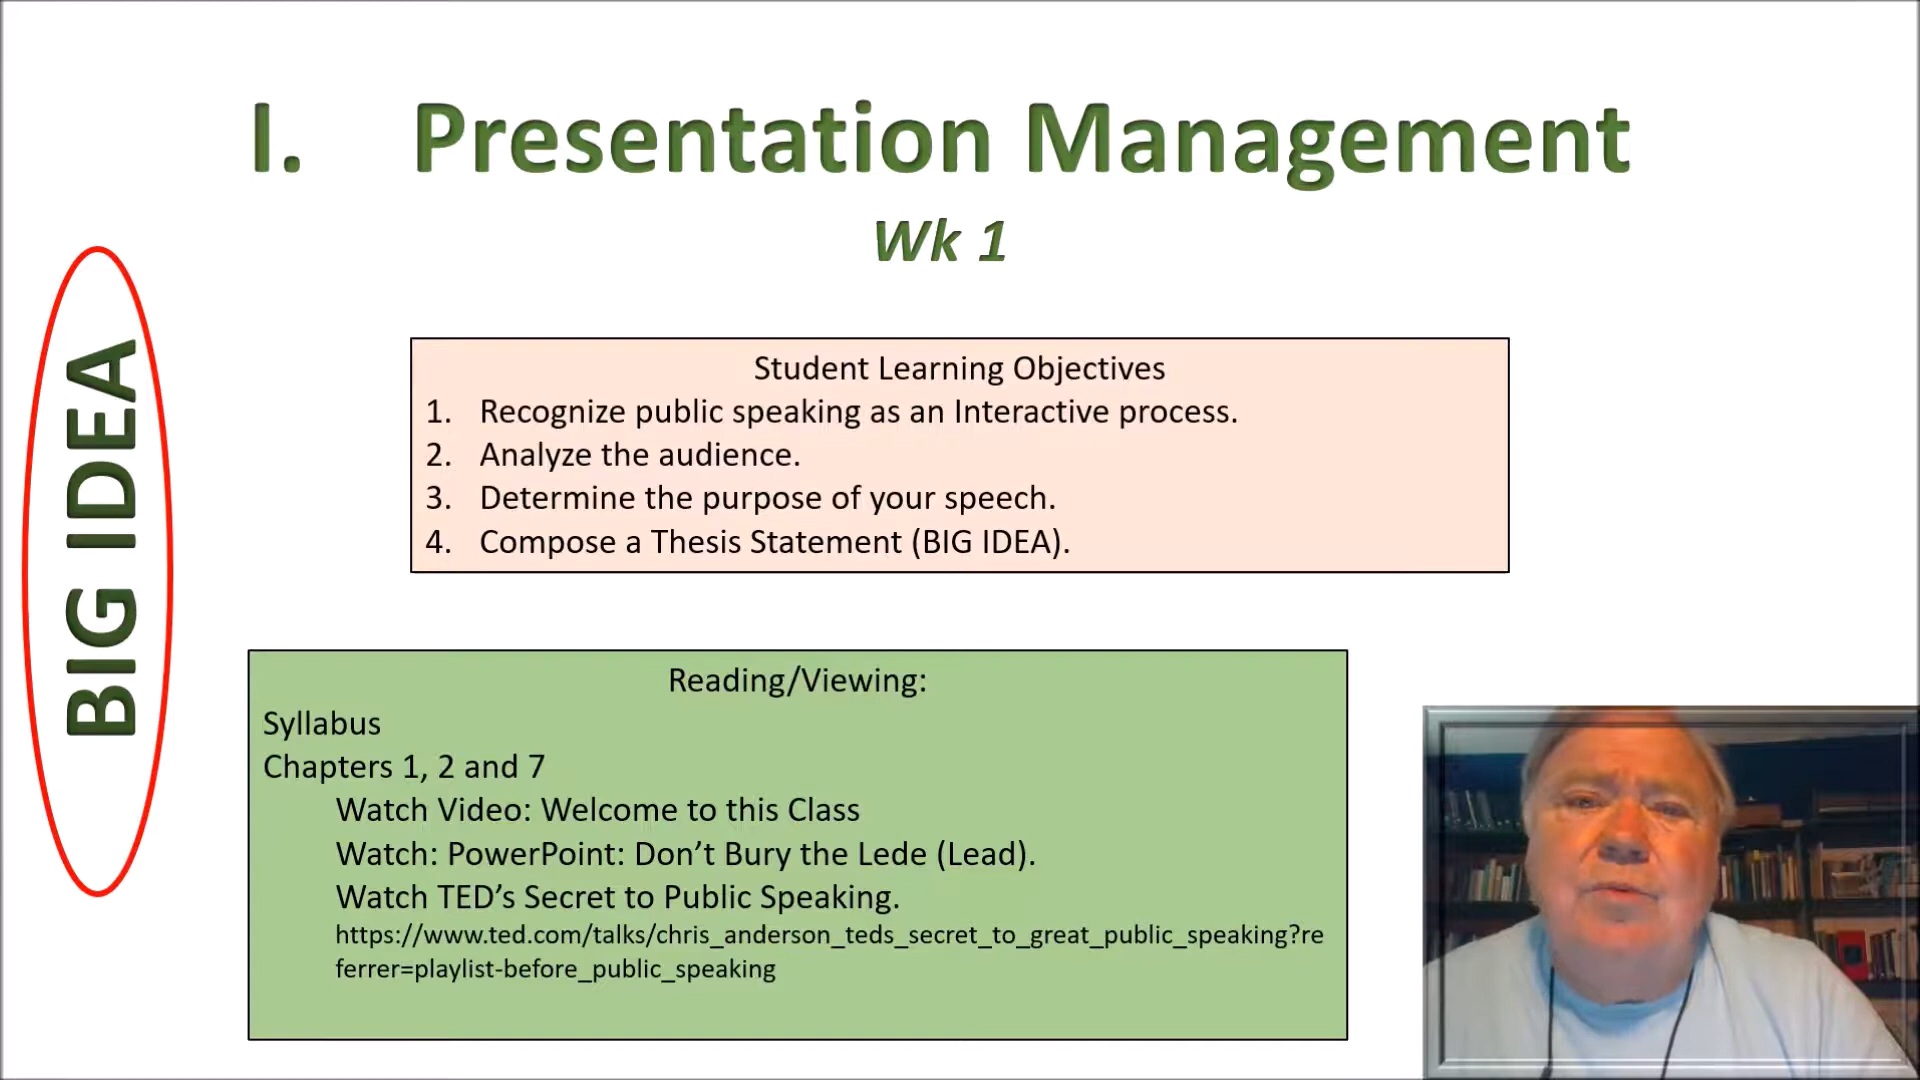 I. Presentation Management
Wk 1
BIG IDEA
Student Learning Objectives
1. Recognize public speaking as an Interactive process.
2. Analyze the audience.
3. Determine the purpose of your speech.
4. Compose a Thesis Statement (BIG IDEA).
Reading/Viewing:
Syllabus
Chapters 1, 2 and 7
Watch Video: Welcome to this Class
Watch: PowerPoint: Don’t Bury the Lede (Lead).
Watch TED’s Secret to Public Speaking.
https://www.ted.com/talks/chris_anderson_teds_secret_to_great_public_speaking?re
ferrer=playlist-before_public_speaking